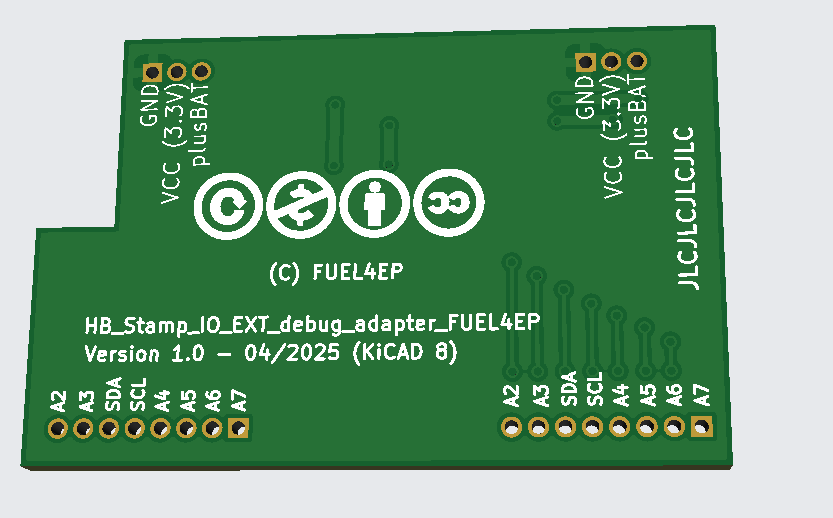 GND
VCC (3.3V)
plusBAT
GND
VCC (3.3V)
plusBAT
JLCJLCJLCJLC
(C) FUEL4EP
HB_Stamp_IO_EXT_debug_adapter_FUEL4EP
Version 1.0 – 04/2025 (KiCAD 8)
A2 A3 SDA SCL A4 A5 A6 A7
A2 A3 SDA SCL A4 A5 A6 A7